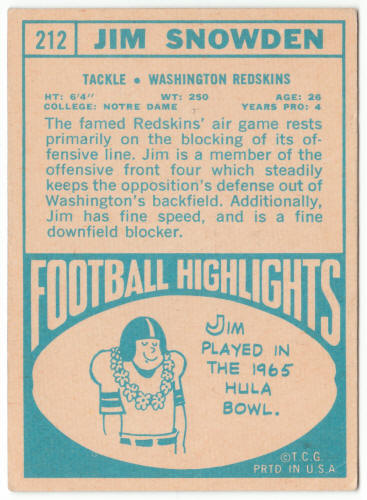 212 JIM SNOWDEN
TACKLE • WASHINGTON REDSKINS
HT: 6'4" WT: 250 AGE: 26
COLLEGE: NOTRE DAME YEARS PRO: 4
The famed Redskins' air game rests
primarily on the blocking of its of-
fensive line. Jim is a member of the
offensive front four which steadily
keeps the opposition's defense out of
Washington's backfield. Additionally,
Jim has fine speed, and is a fine
downfield blocker.
FOOTBALL HIGHLIGHTS
JIM
PLAYED IN
THE 1965
HULA
BOWL.
©T.C.G.
PRTD IN U.S.A